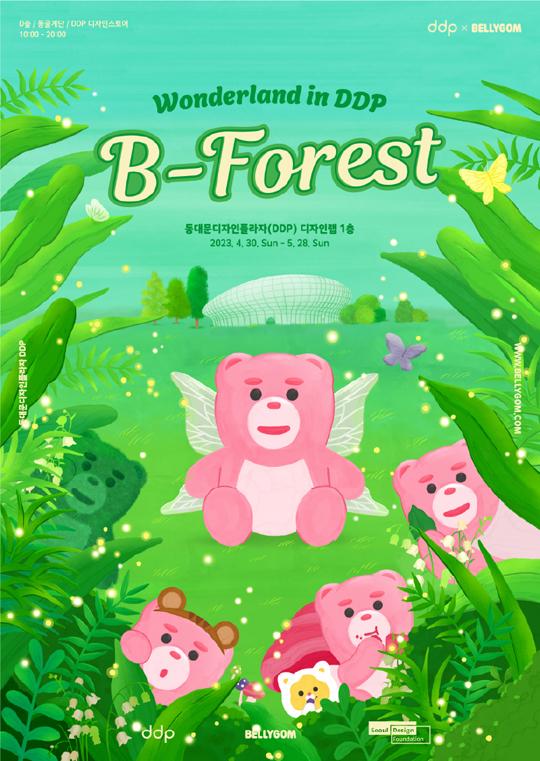 D숲 / 동굴계단 / DDP 디자인스토어
10:00 - 20:00
ddp × BELLYGOM
Wonderland in DDP
B-Forest
동대문디자인플라자(DDP) 디자인랩 1층
2023. 4. 30. Sun - 5. 28. Sun
동대문디자인플라자 DDP
WWW.BELLYGOM.COM
ddp
BELLYGOM
Seoul Design
Foundation